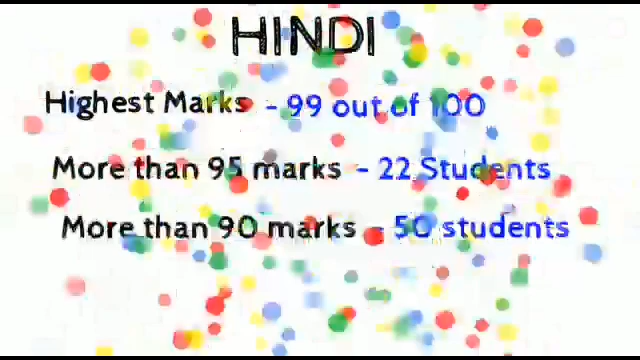 HINDI
Highest Marks - 99 out of 100
More than 95 marks - 22 Students
More than 90 marks - 50 students